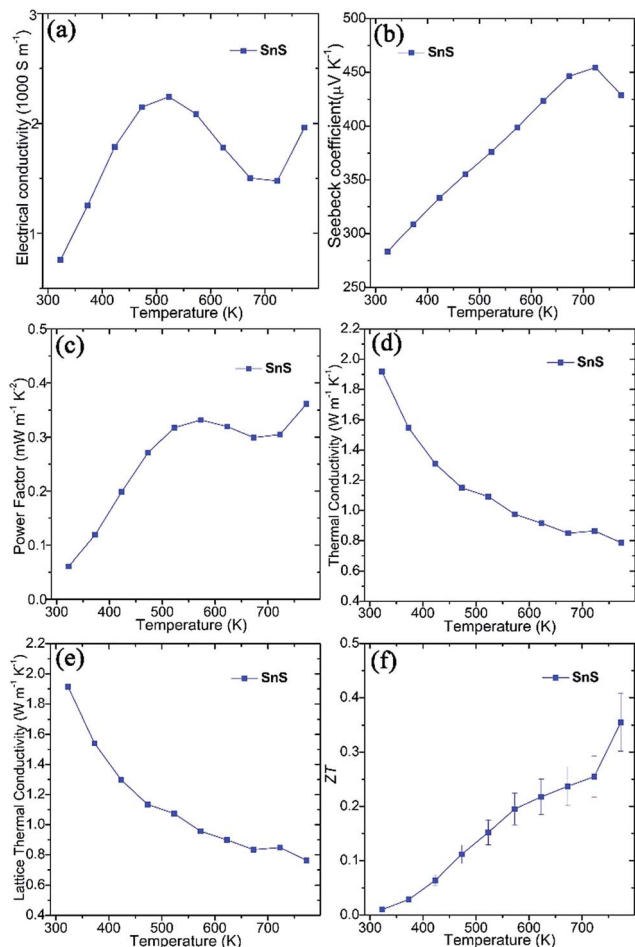 (a)
SnS
3
2
1
Electrical conductivity (1000 S m⁻¹)
300 400 500 600 700
Temperature (K)
(b)
SnS
500
450
400
350
300
250
Seebeck coefficient(μV K⁻¹)
300 400 500 600 700
Temperature (K)
(c)
SnS
0.5
0.4
0.3
0.2
0.1
0.0
Power Factor (mW m⁻¹ K⁻²)
300 400 500 600 700
Temperature (K)
(d)
SnS
2.2
2.0
1.8
1.6
1.4
1.2
1.0
0.8
0.6
0.4
Thermal Conductivity (W m⁻¹ K⁻¹)
300 400 500 600 700
Temperature (K)
(e)
SnS
2.2
2.0
1.8
1.6
1.4
1.2
1.0
0.8
0.6
0.4
Lattice Thermal Conductivity (W m⁻¹ K⁻¹)
300 400 500 600 700
Temperature (K)
(f)
SnS
0.5
0.4
0.3
0.2
0.1
0.0
ZT
300 400 500 600 700
Temperature (K)